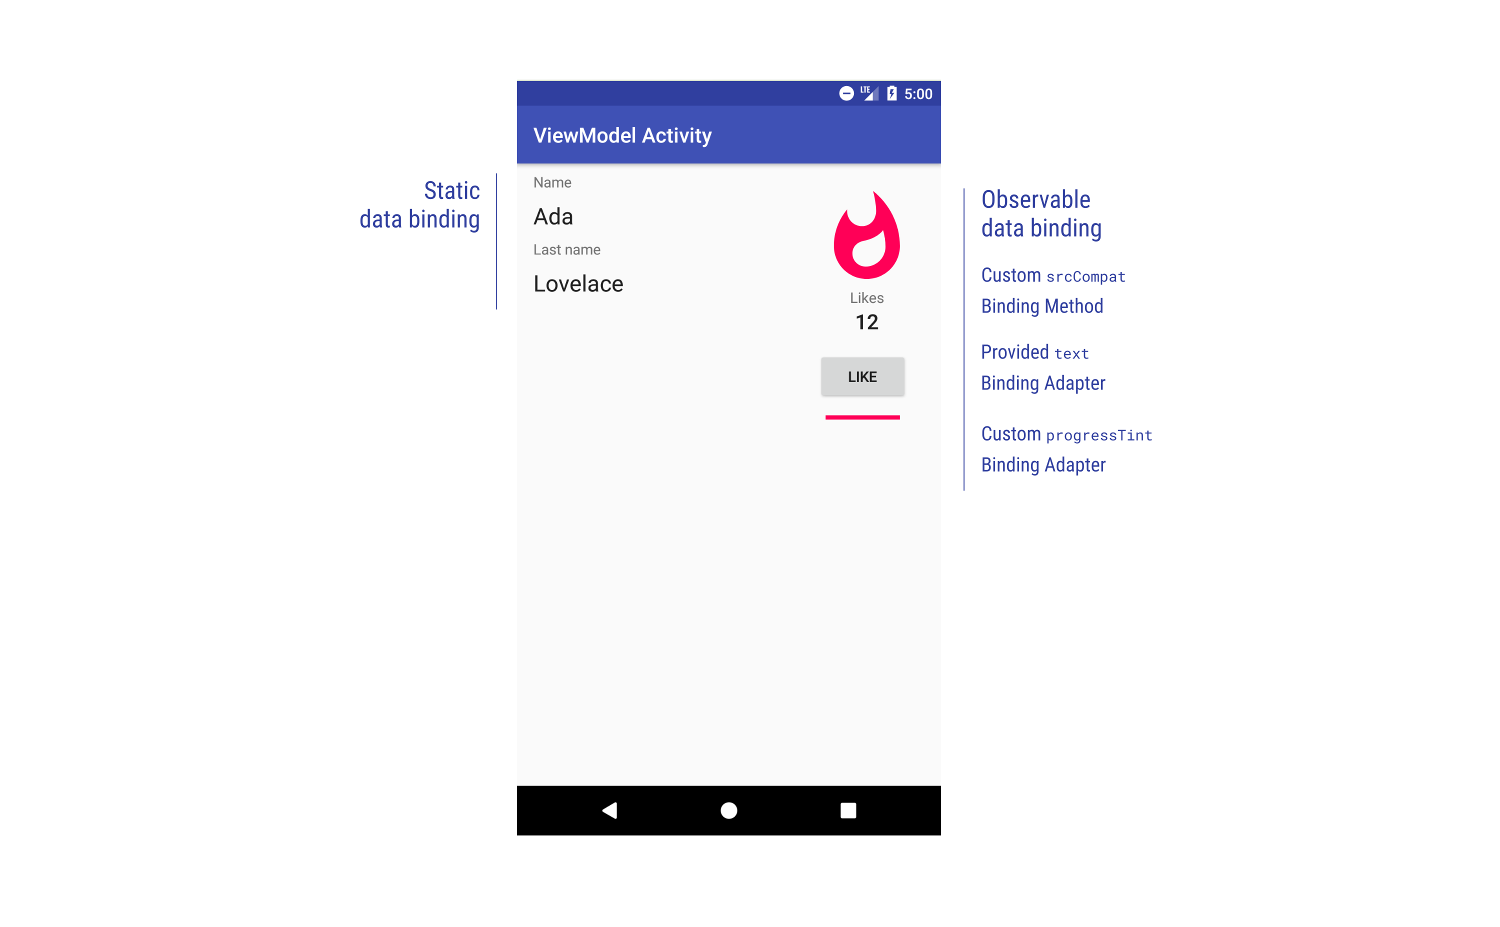 LTE 5:00
ViewModel Activity
Static
data binding
Name
Ada
Last name
Lovelace
Likes
12
LIKE
Observable
data binding
Custom srcCompat
Binding Method
Provided text
Binding Adapter
Custom progressTint
Binding Adapter